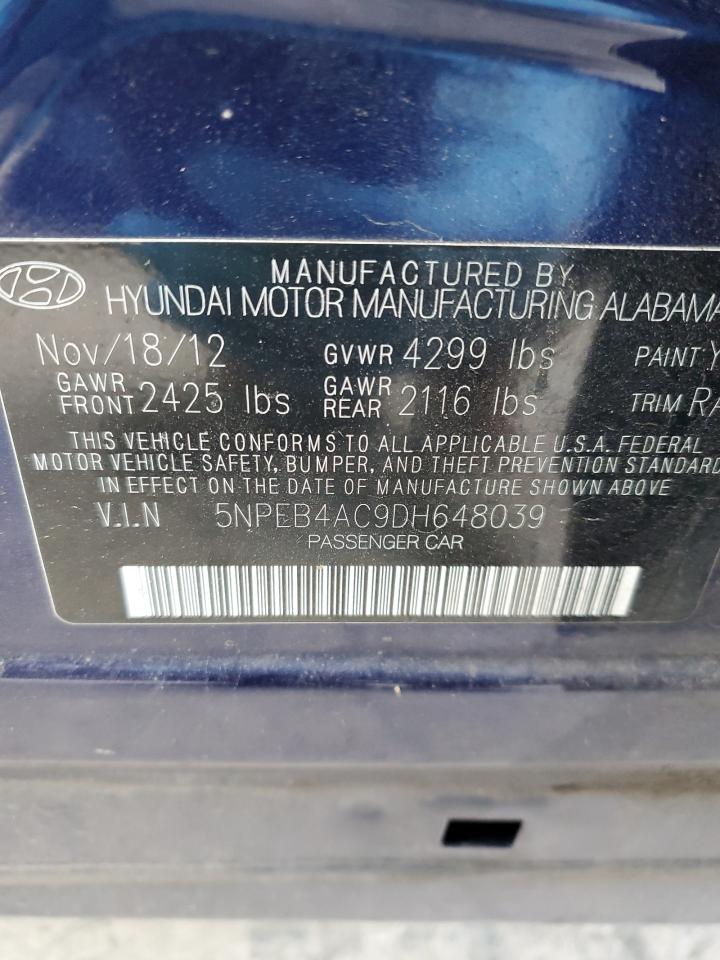 MANUFACTURED BY
HYUNDAI MOTOR MANUFACTURING ALABAMA
Nov/18/12 GVWR 4299 lbs PAINT Y
GAWR FRONT 2425 lbs GAWR REAR 2116 lbs TRIM RA
THIS VEHICLE CONFORMS TO ALL APPLICABLE U.S.A. FEDERAL
MOTOR VEHICLE SAFETY, BUMPER, AND THEFT PREVENTION STANDARD
IN EFFECT ON THE DATE OF MANUFACTURE SHOWN ABOVE
V.I.N 5NPEB4AC9DH648039
PASSENGER CAR